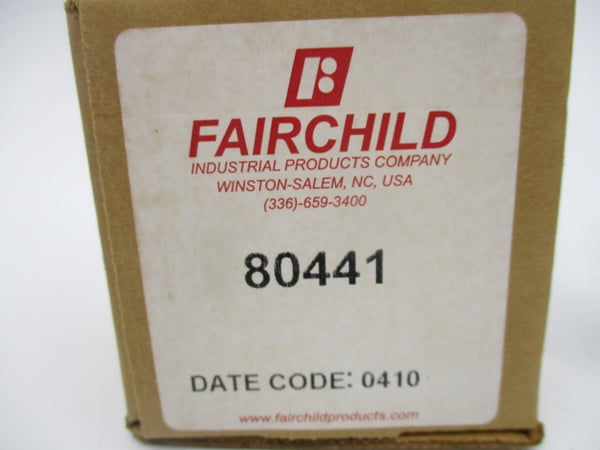 FAIRCHILD
INDUSTRIAL PRODUCTS COMPANY
WINSTON-SALEM, NC, USA
(336)-659-3400
80441
DATE CODE: 0410
www.fairchildproducts.com